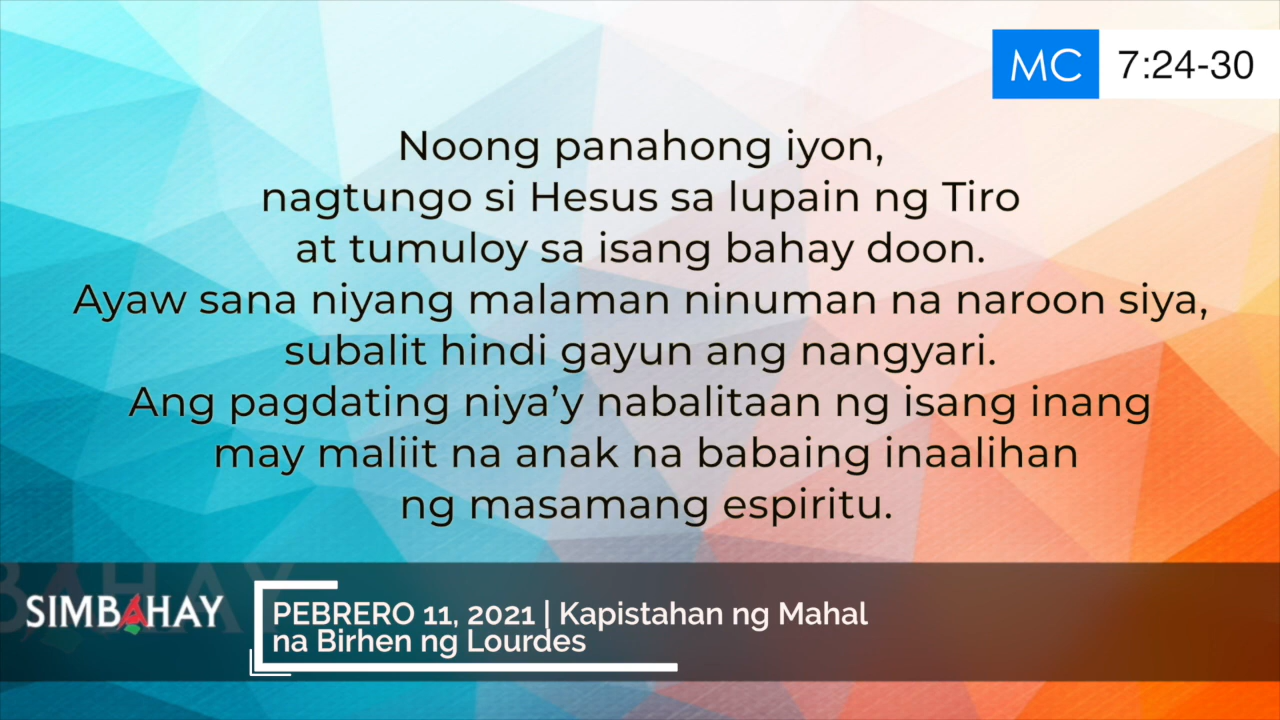 MC 7:24-30
Noong panahong iyon,
nagtungo si Hesus sa lupain ng Tiro
at tumuloy sa isang bahay doon.
Ayaw sana niyang malaman ninuman na naroon siya,
subalit hindi gayun ang nangyari.
Ang pagdating niya’y nabalitaan ng isang inang
may maliit na anak na babaing inaalihan
ng masamang espiritu.
SIMBAHAY
PEBRERO 11, 2021 | Kapistahan ng Mahal
na Birhen ng Lourdes